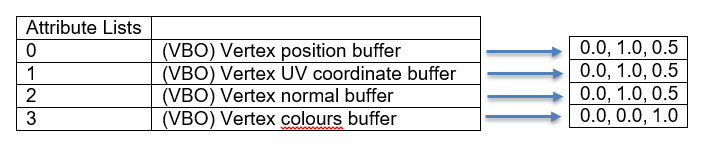 Attribute Lists
0 (VBO) Vertex position buffer 0.0, 1.0, 0.5
1 (VBO) Vertex UV coordinate buffer 0.0, 1.0, 0.5
2 (VBO) Vertex normal buffer 0.0, 1.0, 0.5
3 (VBO) Vertex colours buffer 0.0, 0.0, 1.0